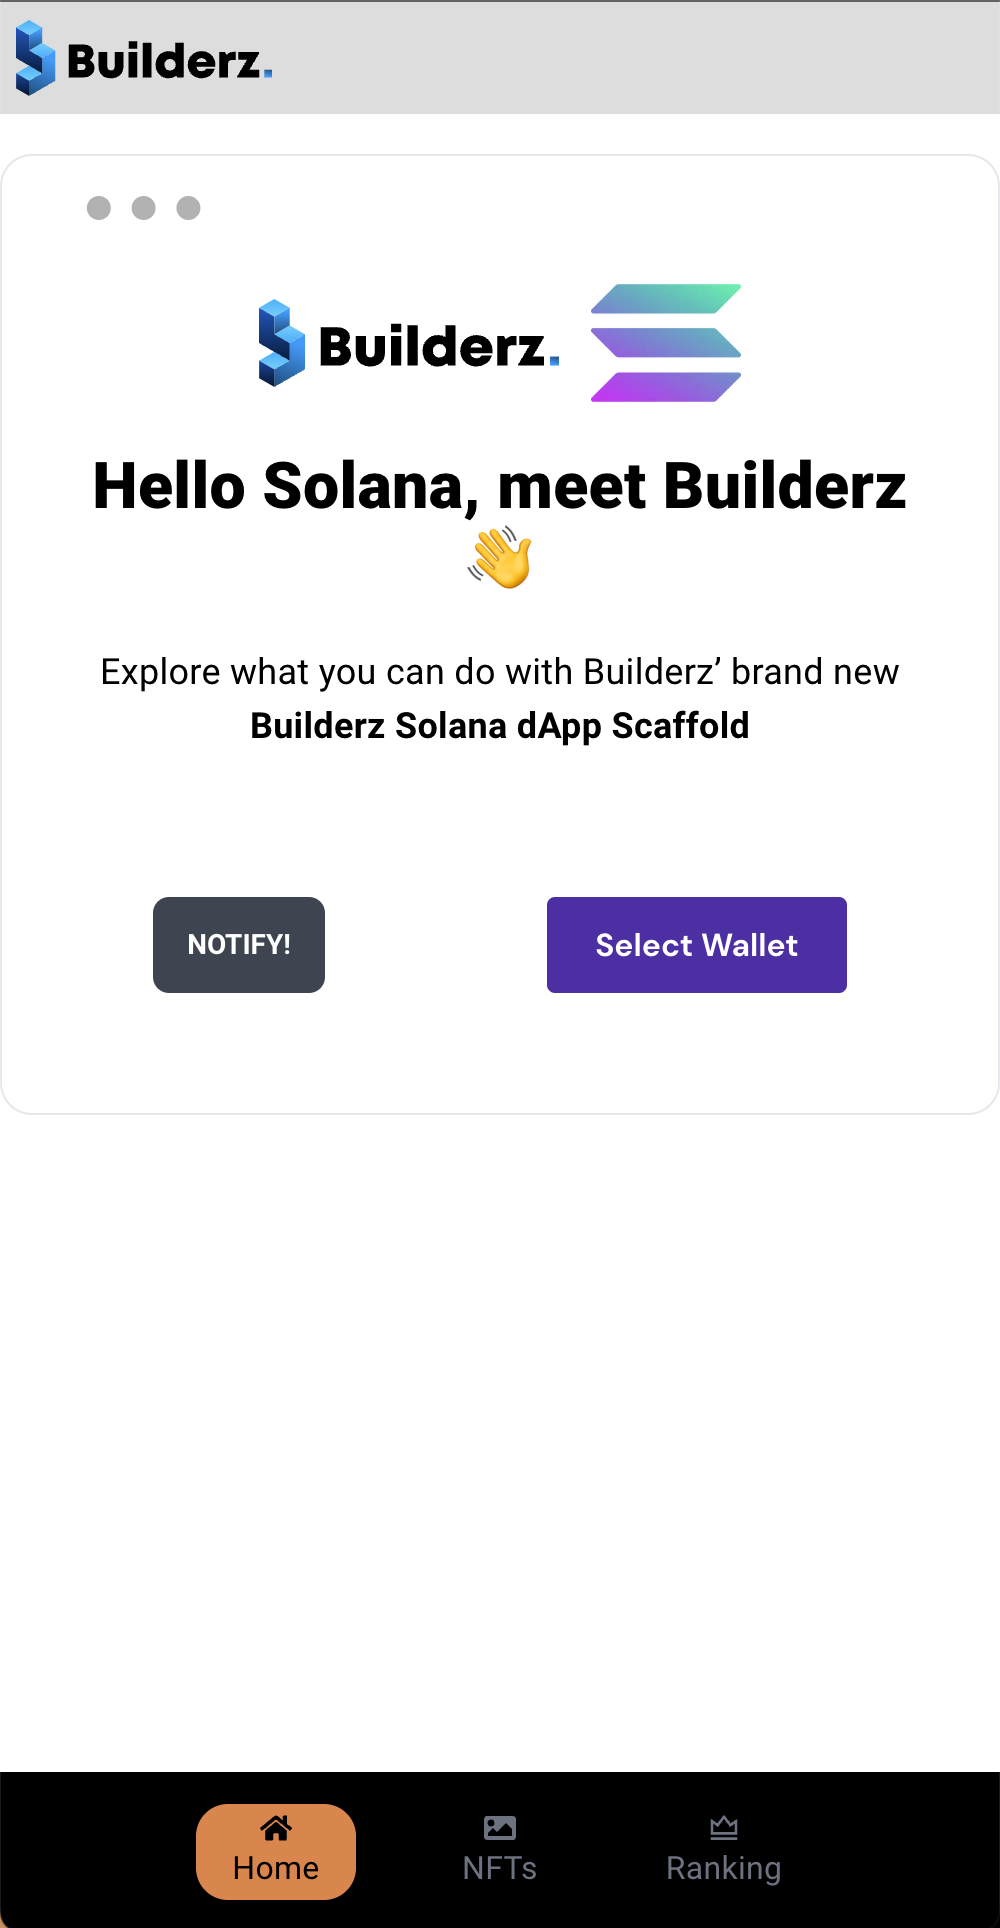 Builderz.
Builderz.
Hello Solana, meet Builderz
👋
Explore what you can do with Builderz’ brand new
Builderz Solana dApp Scaffold
NOTIFY!
Select Wallet
Home
NFTs
Ranking